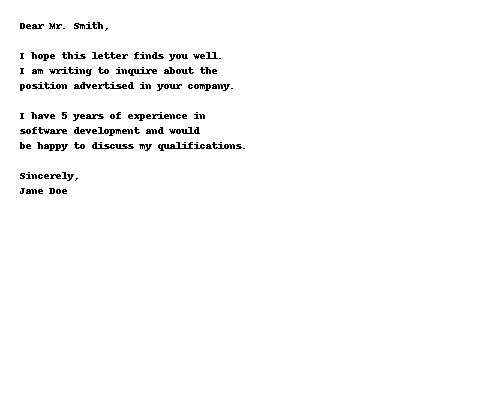 Dear Mr. Smith,
I hope this letter finds you well.
I am writing to inquire about the
position advertised in your company.
I have 5 years of experience in
software development and would
be happy to discuss my qualifications.
Sincerely,
Jane Doe